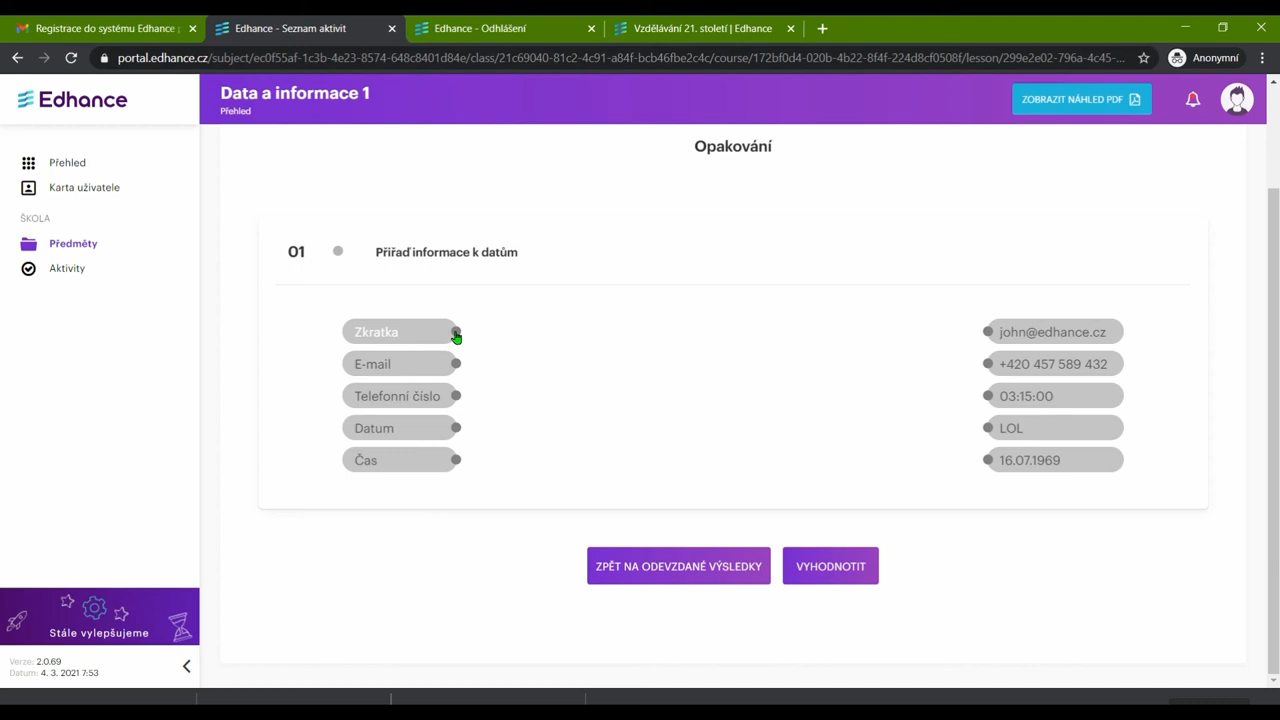 Registrace do systému Edhance
Edhance - Seznam aktivit
Edhance - Odhlášení
Vzdělávání 21. století | Edhance
portal.edhance.cz/subject/ec0f55af-1c3b-4e23-8574-648c8401d84e/class/21c69040-81c2-4c91-a84f-bcb46fbe2c4c/course/172bf0d4-020b-4b22-8f4f-224d8cf0508f/lesson/299e2e02-796a-4c45-...
Anonymní
Edhance
Data a informace 1
Přehled
ZOBRAZIT NÁHLED PDF
Přehled
Karta uživatele
ŠKOLA
Předměty
Aktivity
Opakování
01
Přiřaď informace k datům
Zkratka
john@edhance.cz
E-mail
+420 457 589 432
Telefonní číslo
03:15:00
Datum
LOL
Čas
16.07.1969
ZPĚT NA ODEVZDANÉ VÝSLEDKY
VYHODNOTIT
Stále vylepšujeme
Verze: 2.0.69
Datum: 4. 3. 2021 7:53